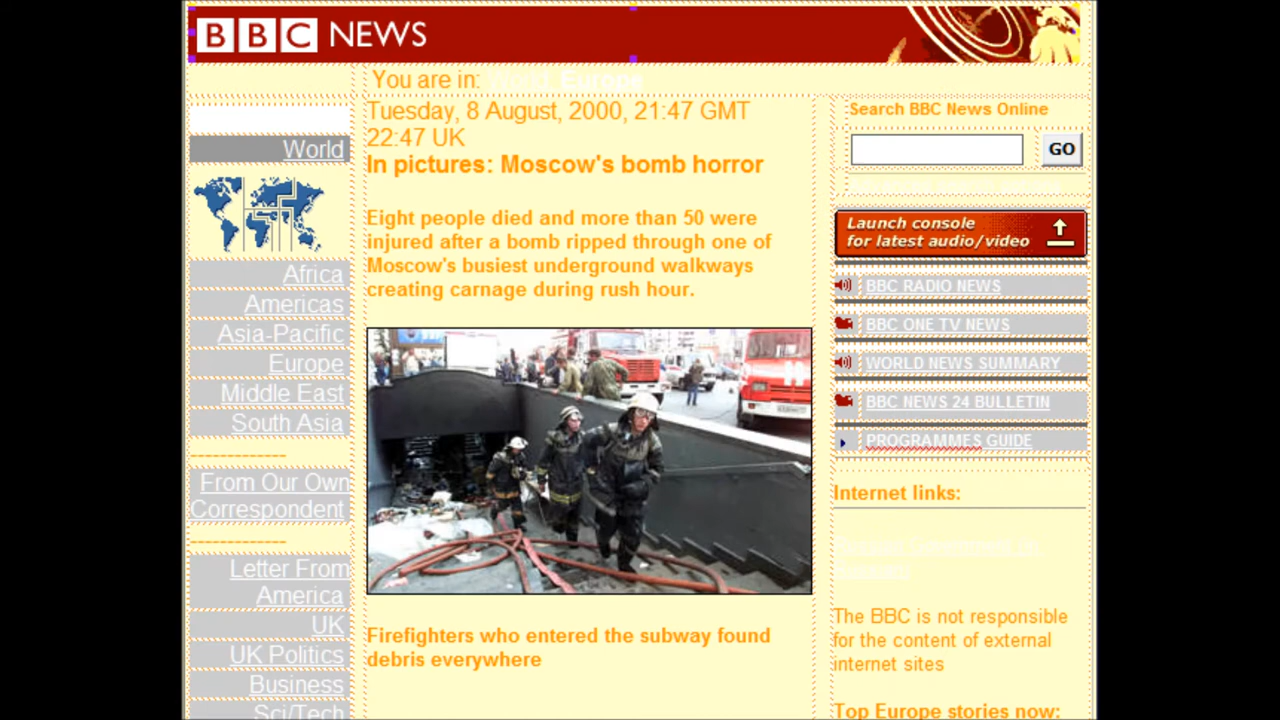 BBC NEWS
You are in: World: Europe
Tuesday, 8 August, 2000, 21:47 GMT
22:47 UK
In pictures: Moscow's bomb horror
Eight people died and more than 50 were
injured after a bomb ripped through one of
Moscow's busiest underground walkways
creating carnage during rush hour.
Firefighters who entered the subway found
debris everywhere
World
Africa
Americas
Asia-Pacific
Europe
Middle East
South Asia
-------------
From Our Own
Correspondent
-------------
Letter From
America
UK
UK Politics
Business
Sci/Tech
Search BBC News Online
GO
Launch console
for latest audio/video
BBC RADIO NEWS
BBC ONE TV NEWS
WORLD NEWS SUMMARY
BBC NEWS 24 BULLETIN
PROGRAMMES GUIDE
Internet links:
The BBC is not responsible
for the content of external
internet sites
Top Europe stories now: